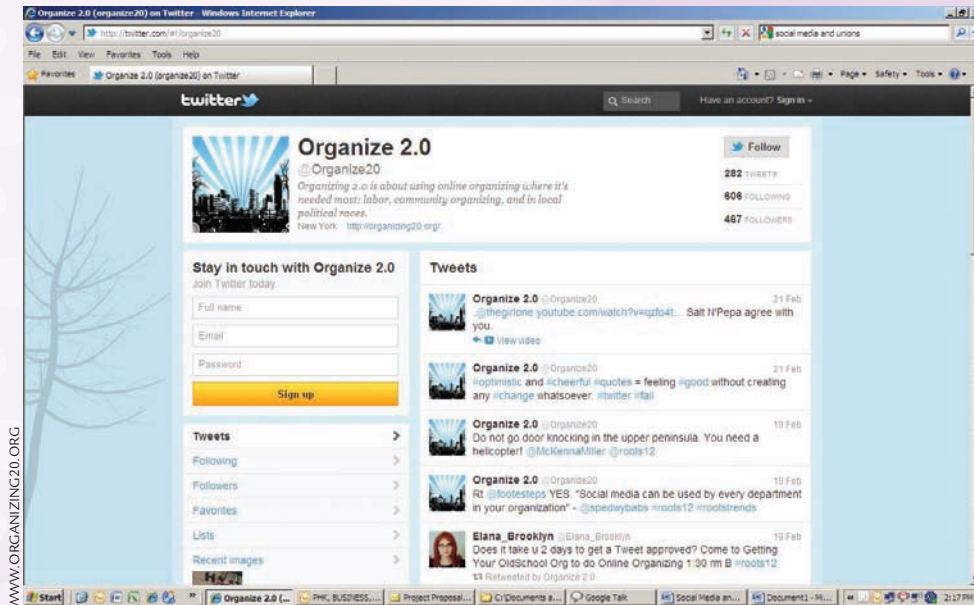 Organize 2.0 (organize20) on Twitter - Windows Internet Explorer
http://twitter.com/#!/organize20
social media and unions
File Edit View Favorites Tools Help
Favorites Organize 2.0 (organize20) on Twitter
Page Safety Tools
twitter
Search
Have an account? Sign in
Organize 2.0
@Organize20
Organizing 2.0 is about using online organizing where it's
needed most: labor, community organizing, and in local
political races.
New York http://organizing20.org/
Follow
282 TWEETS
606 FOLLOWING
467 FOLLOWERS
Stay in touch with Organize 2.0
Join Twitter today
Full name
Email
Password
Sign up
Tweets
Following
Followers
Favorites
Lists
Recent images
Tweets
Organize 2.0 @Organize20 21 Feb
.@thegirlone youtube.com/watch?v=qzfo4t... Salt N'Pepa agree with
you.
View video
Organize 2.0 @Organize20 21 Feb
#optimistic and #cheerful #quotes = feeling #good without creating
any #change whatsoever. #twitter #fail
Organize 2.0 @Organize20 19 Feb
Do not go door knocking in the upper peninsula. You need a
helicopter! @McKennaMiller @roots12
Organize 2.0 @Organize20 19 Feb
Rt @footesteps YES. "Social media can be used by every department
in your organization" - @spedwybabs #roots12 #rootstrends
Elana_Brooklyn @Elana_Brooklyn 19 Feb
Does it take u 2 days to get a Tweet approved? Come to Getting
Your OldSchool Org to do Online Organizing 1:30 rm B #roots12
Retweeted by Organize 2.0
WWW.ORGANIZING20.ORG
Start
Organize 2.0 (...
PHK, BUSINESS,...
Project Proposal...
C:\Documents a...
Google Talk
Social Media an...
Document1 - Mi...
2:17 PM